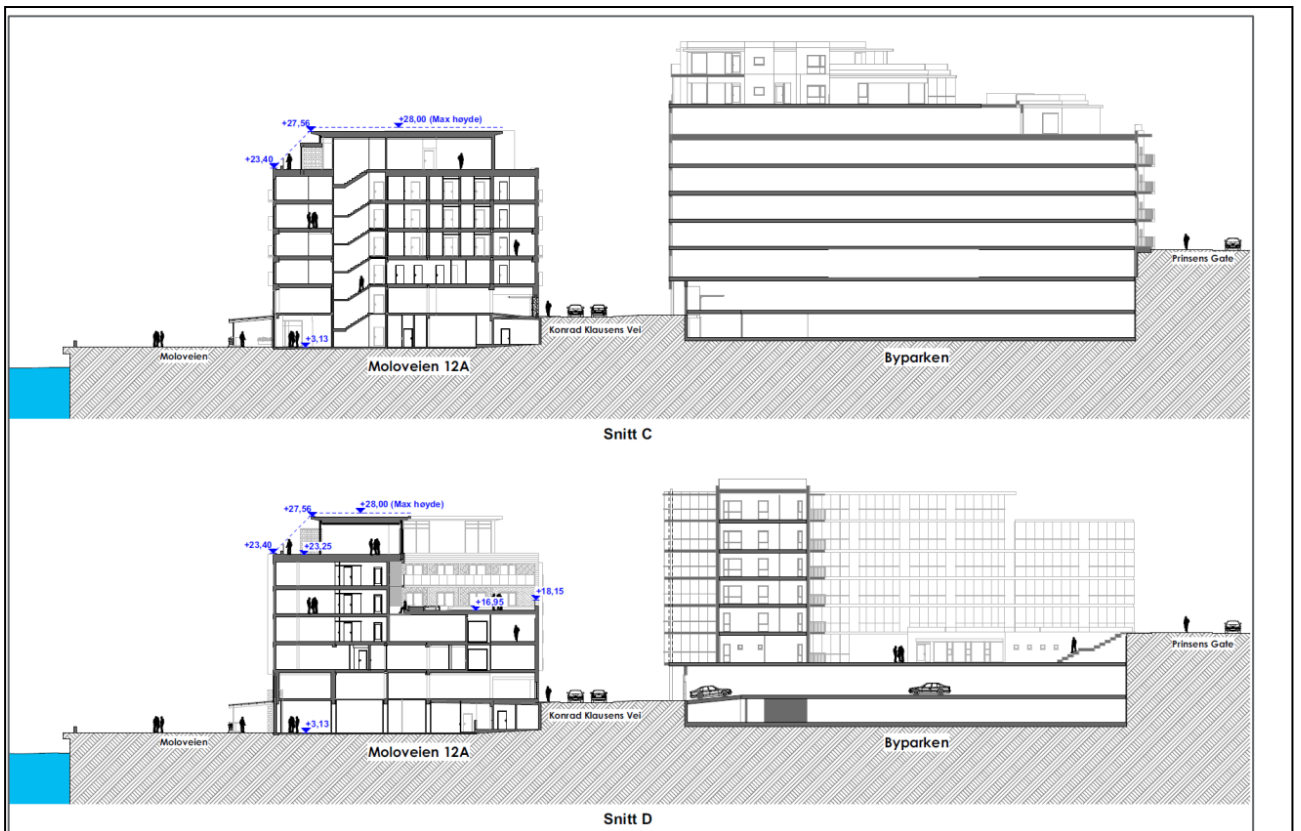 +28,00 (Max høyde)
+27,56
+23,40
Prinsens Gate
Konrad Klausens Vei
+3,13
Moloveien
Moloveien 12A
Byparken
Snitt C
+28,00 (Max høyde)
+27,56
+23,40
+23,25
+18,15
+16,95
Prinsens Gate
Konrad Klausens Vei
+3,13
Moloveien
Moloveien 12A
Byparken
Snitt D